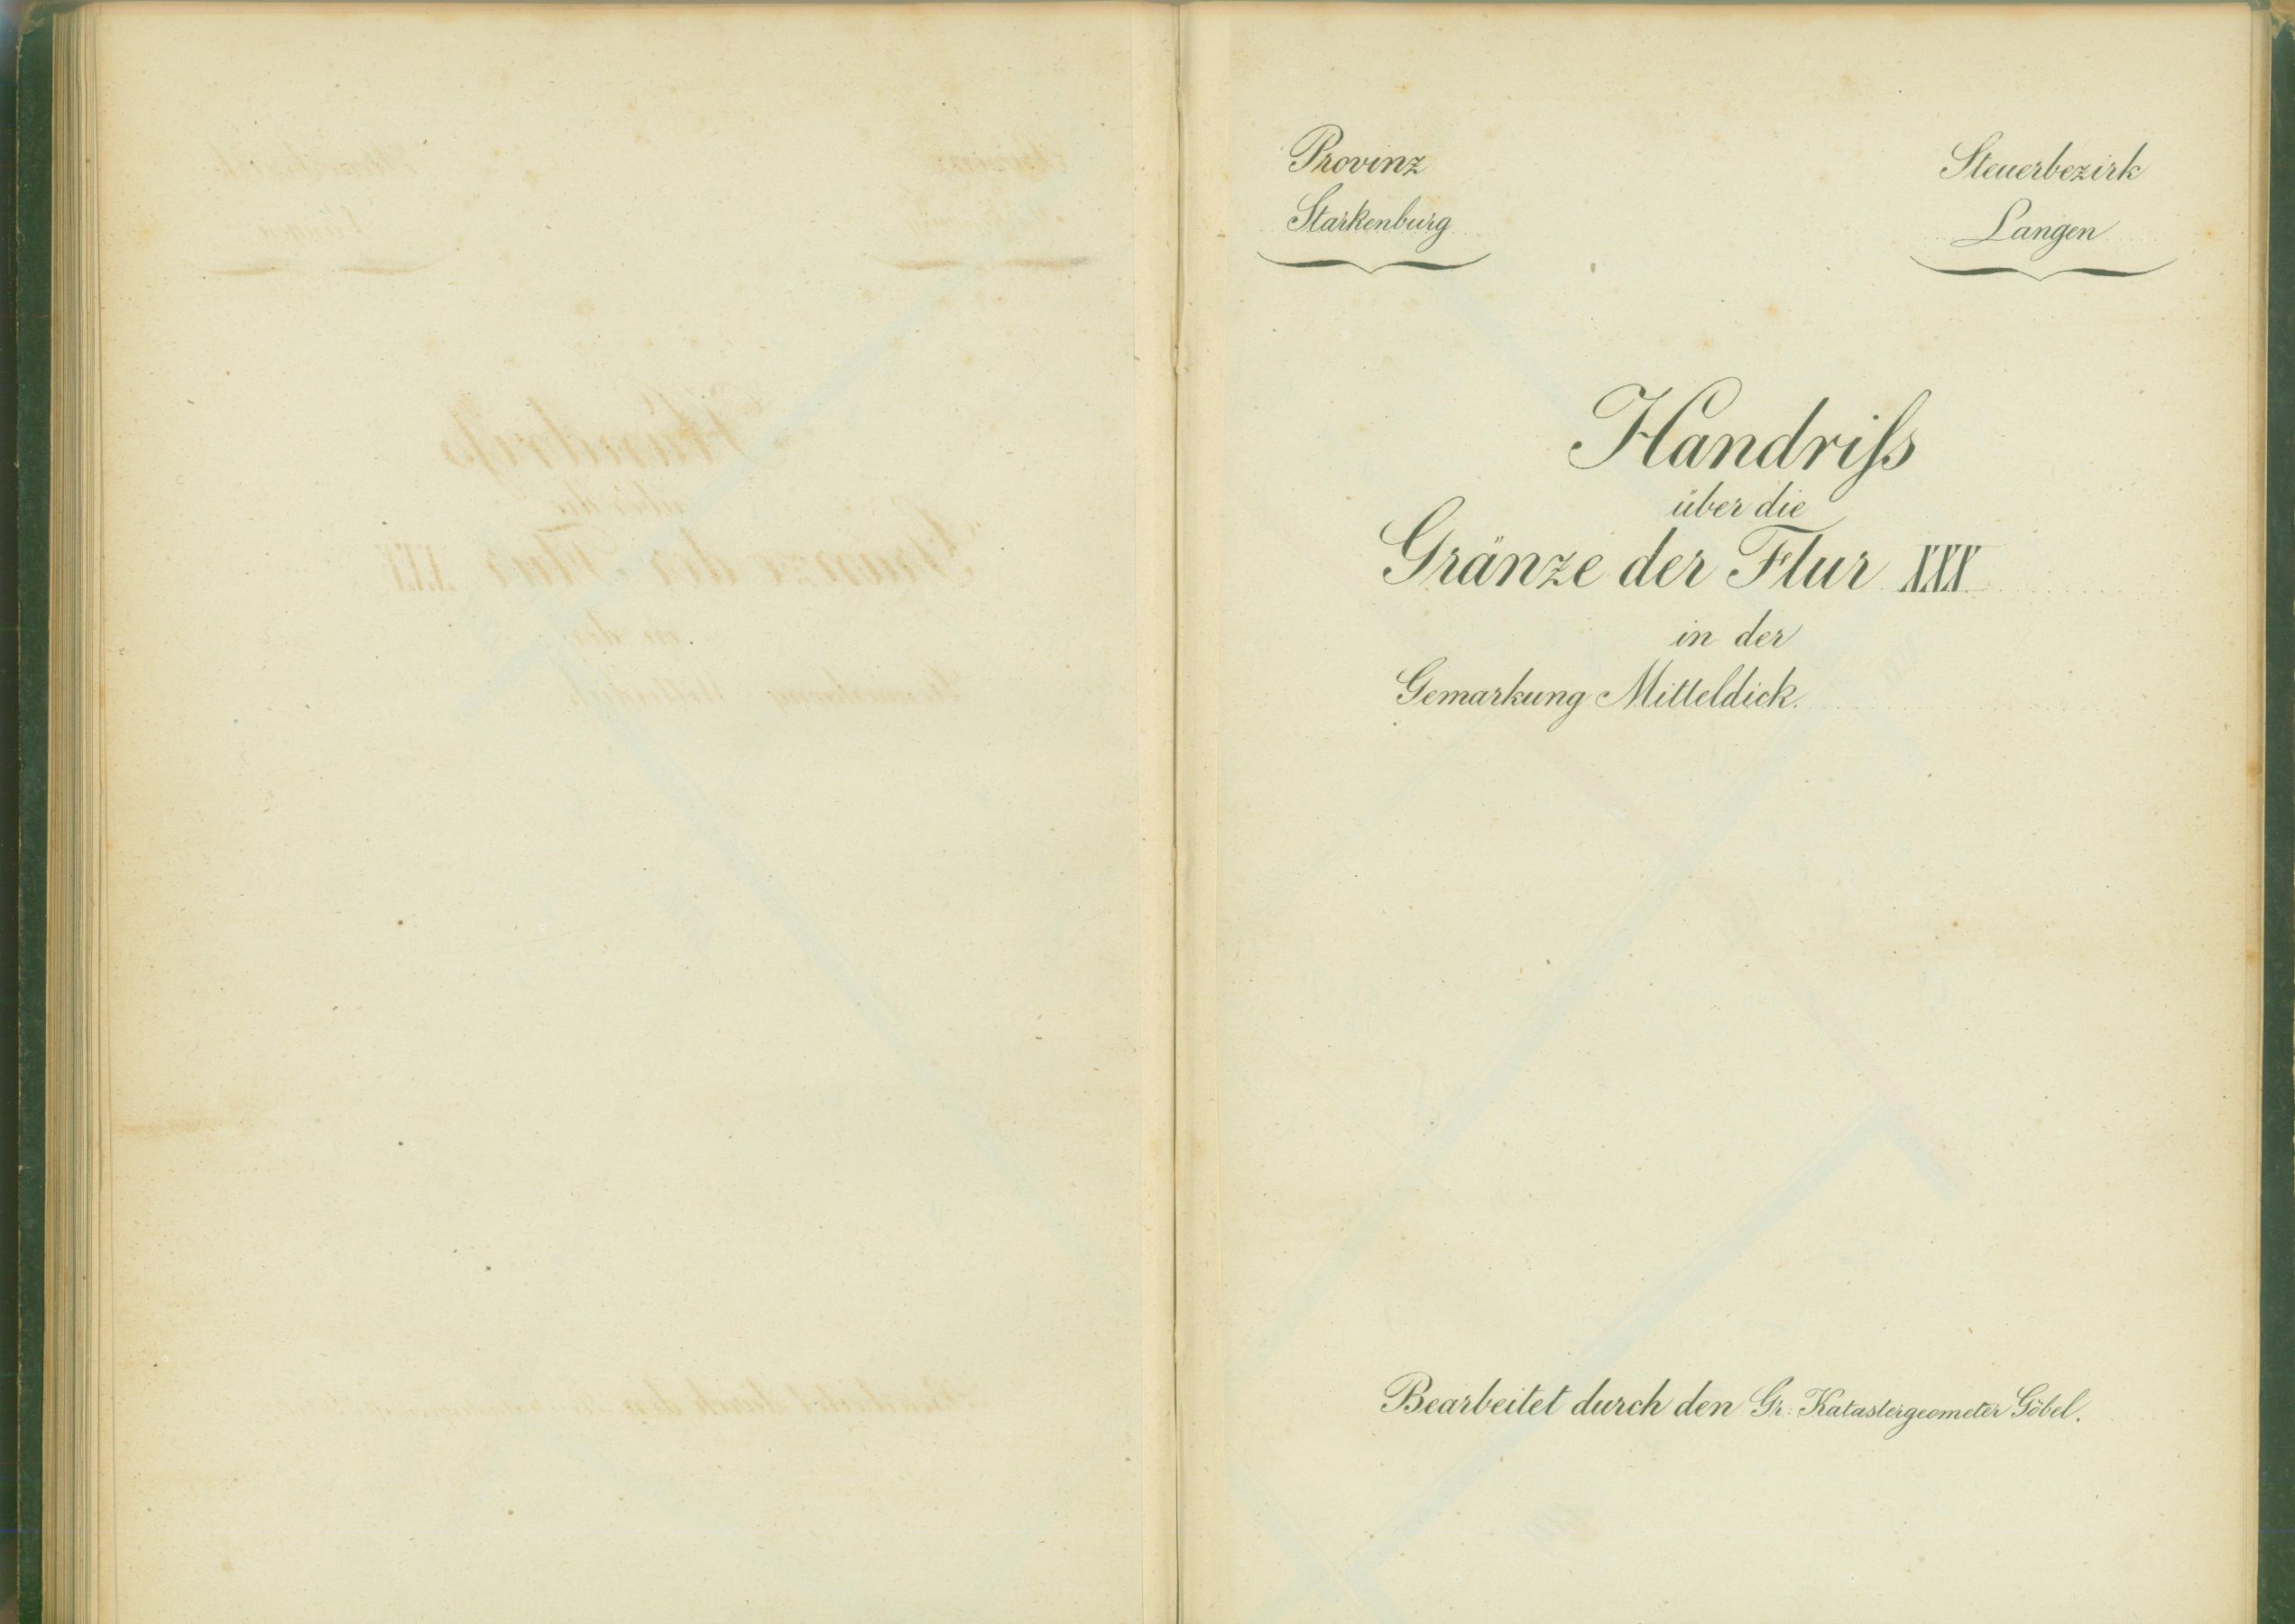 Provinz
Starkenburg
Steuerbezirk
Langen
Handriſs
über die
Gränze der Flur XXX
in der
Gemarkung Mitteldick.
Bearbeitet durch den Gr. Katastergeometer Göbel.